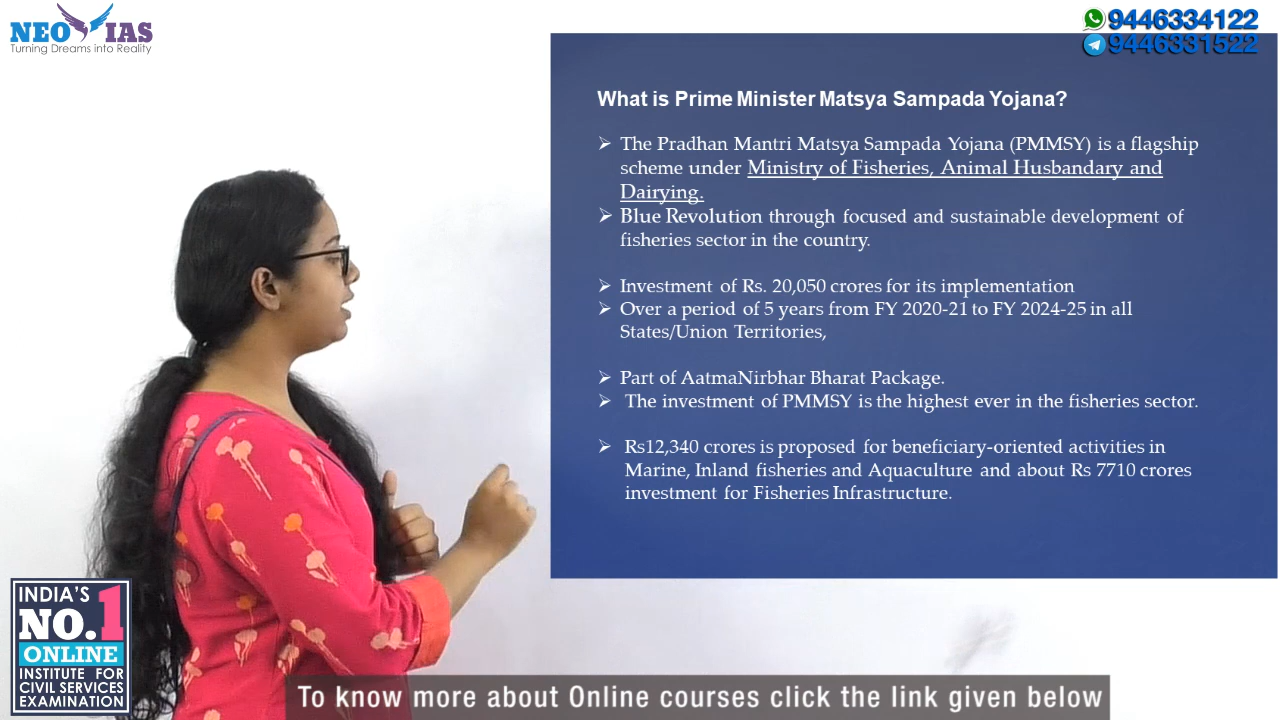 NEO IAS
Turning Dreams into Reality
9446334122
9446331522
What is Prime Minister Matsya Sampada Yojana?
➢ The Pradhan Mantri Matsya Sampada Yojana (PMMSY) is a flagship
scheme under Ministry of Fisheries, Animal Husbandary and
Dairying.
➢ Blue Revolution through focused and sustainable development of
fisheries sector in the country.
➢ Investment of Rs. 20,050 crores for its implementation
➢ Over a period of 5 years from FY 2020-21 to FY 2024-25 in all
States/Union Territories,
➢ Part of AatmaNirbhar Bharat Package.
➢ The investment of PMMSY is the highest ever in the fisheries sector.
➢ Rs12,340 crores is proposed for beneficiary-oriented activities in
Marine, Inland fisheries and Aquaculture and about Rs 7710 crores
investment for Fisheries Infrastructure.
INDIA'S
NO.1
ONLINE
INSTITUTE FOR
CIVIL SERVICES
EXAMINATION
To know more about Online courses click the link given below